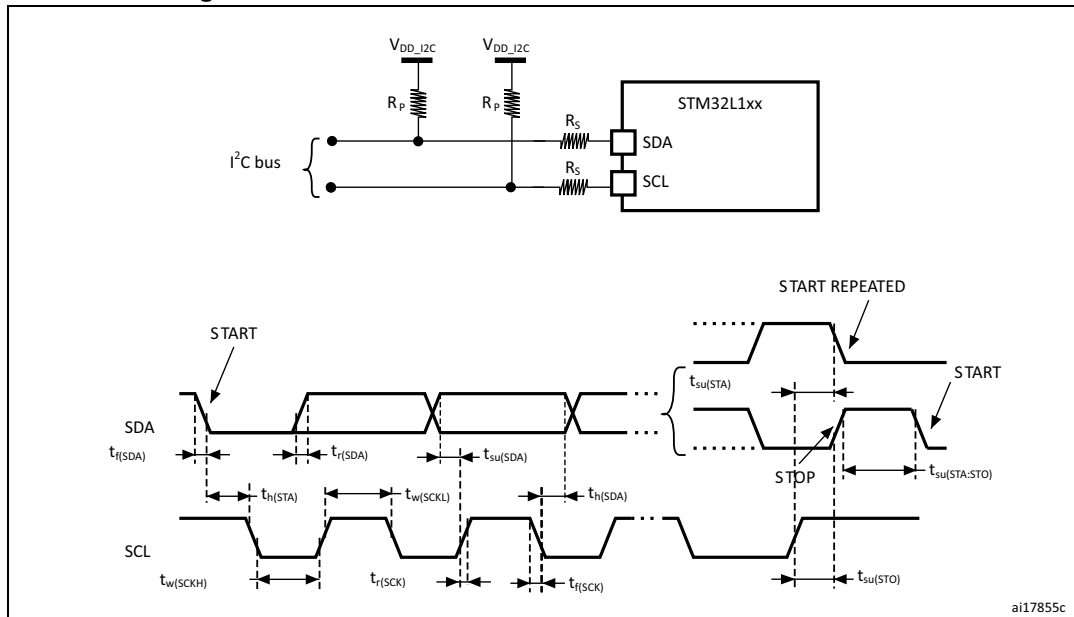 V_DD_I2C V_DD_I2C
R_P R_P STM32L1xx
R_S
SDA
I²C bus
R_S
SCL
START REPEATED
START
t_su(STA) START
SDA
t_f(SDA) t_r(SDA) t_su(SDA) STOP t_su(STA:STO)
t_h(STA) t_w(SCKL) t_h(SDA)
SCL
t_w(SCKH) t_r(SCK) t_f(SCK) t_su(STO)
ai17855c